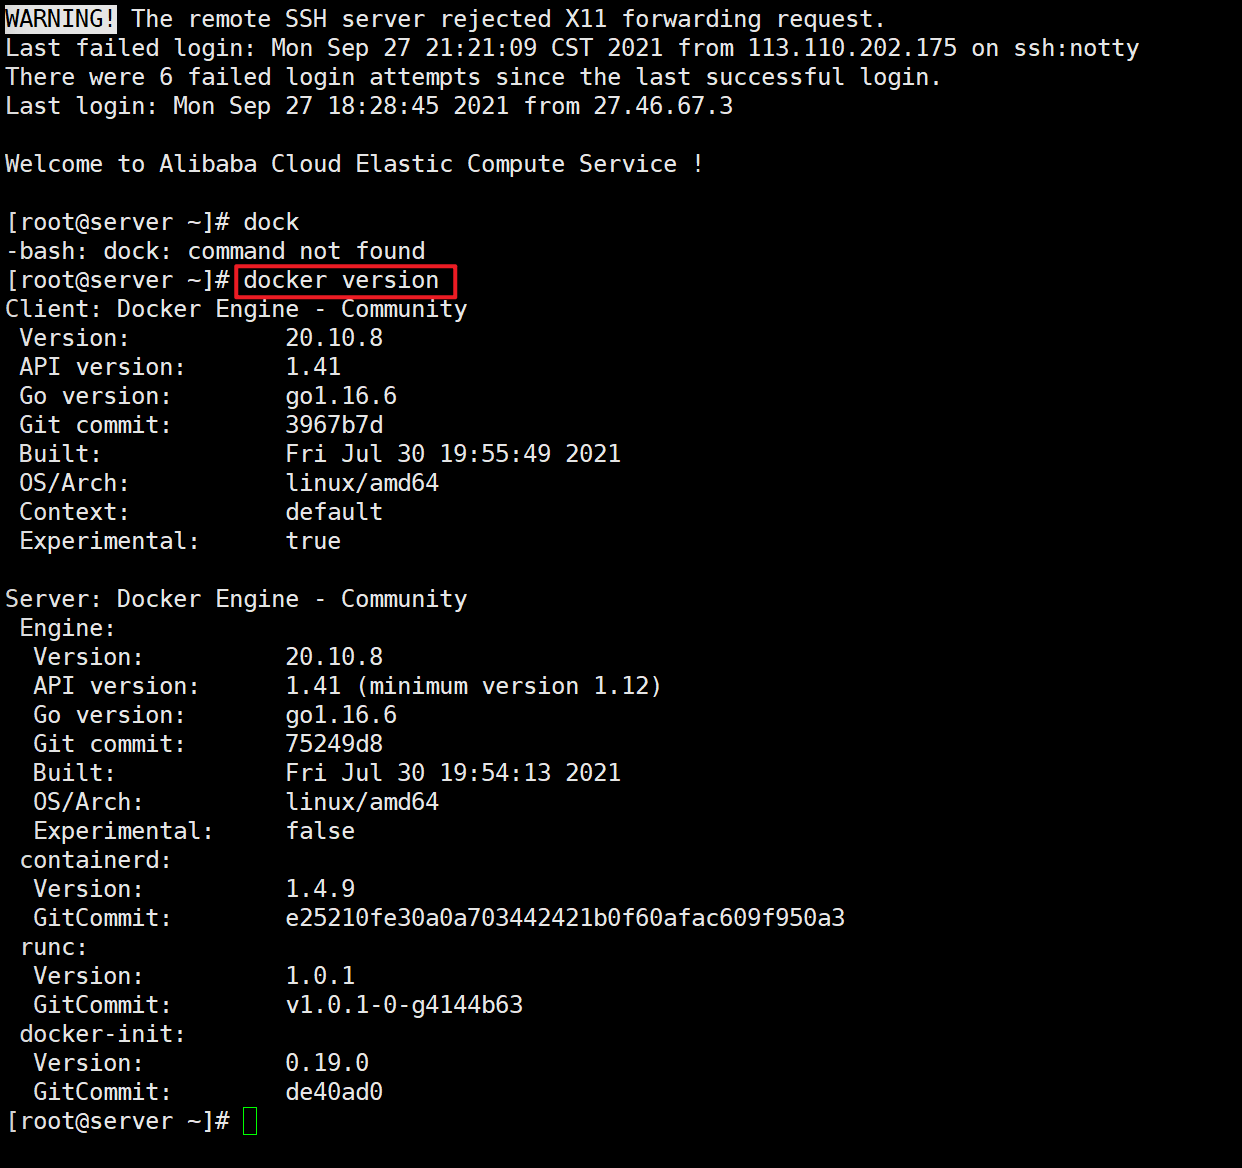 WARNING! The remote SSH server rejected X11 forwarding request.
Last failed login: Mon Sep 27 21:21:09 CST 2021 from 113.110.202.175 on ssh:notty
There were 6 failed login attempts since the last successful login.
Last login: Mon Sep 27 18:28:45 2021 from 27.46.67.3
Welcome to Alibaba Cloud Elastic Compute Service !
[root@server ~]# dock
-bash: dock: command not found
[root@server ~]# docker version
Client: Docker Engine - Community
 Version:           20.10.8
 API version:       1.41
 Go version:        go1.16.6
 Git commit:        3967b7d
 Built:             Fri Jul 30 19:55:49 2021
 OS/Arch:           linux/amd64
 Context:           default
 Experimental:      true
Server: Docker Engine - Community
 Engine:
  Version:          20.10.8
  API version:      1.41 (minimum version 1.12)
  Go version:       go1.16.6
  Git commit:       75249d8
  Built:            Fri Jul 30 19:54:13 2021
  OS/Arch:          linux/amd64
  Experimental:     false
 containerd:
  Version:          1.4.9
  GitCommit:        e25210fe30a0a703442421b0f60afac609f950a3
 runc:
  Version:          1.0.1
  GitCommit:        v1.0.1-0-g4144b63
 docker-init:
  Version:          0.19.0
  GitCommit:        de40ad0
[root@server ~]#